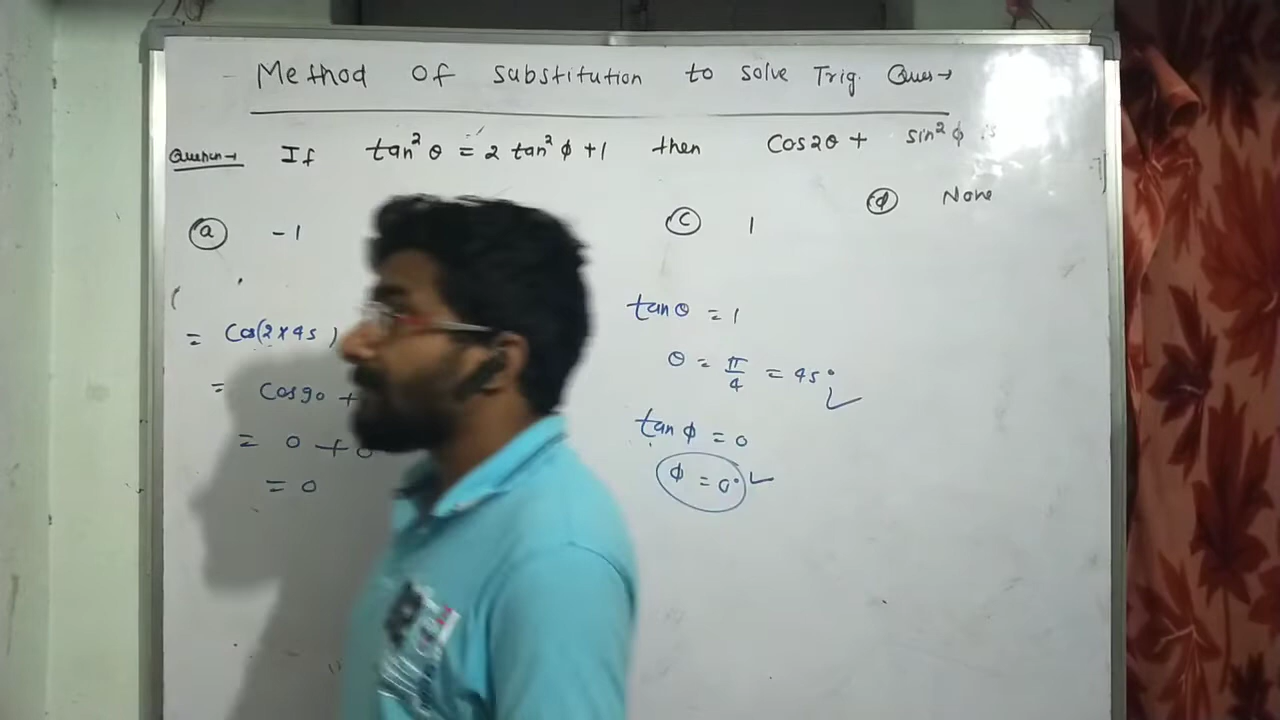 Method of substitution to solve Trig. Ques→
Question→ If tan²θ = 2 tan²ϕ + 1 then Cos2θ + sin²ϕ is
ⓐ -1 ⓒ 1 ⓓ None
tanθ = 1
= Cos(2×45)
θ = π/4 = 45°
= Cos90 +
tanϕ = 0
= 0 + 0
ϕ = 0°
= 0